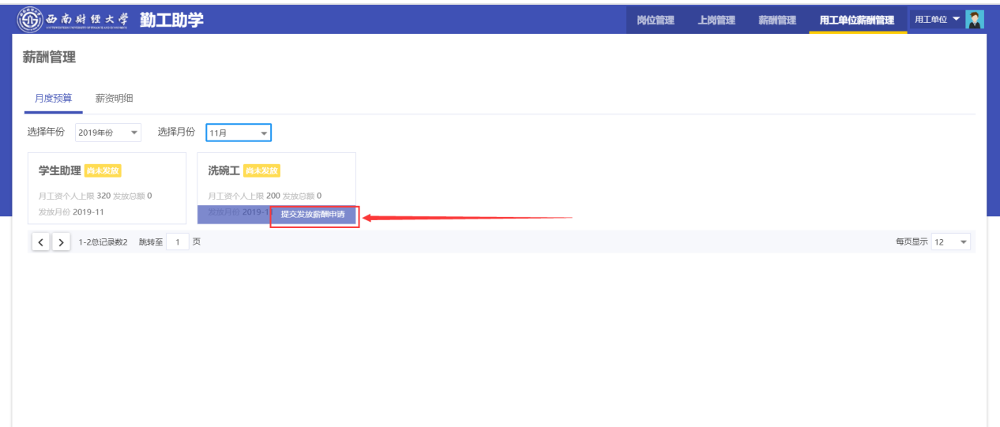 西南财经大学 勤工助学 岗位管理 上岗管理 薪酬管理 用工单位薪酬管理 用工单位
薪酬管理
月度预算 薪资明细
选择年份 2019年份 选择月份 11月
学生助理 尚未发放
月工资个人上限 320 发放总额 0
发放月份 2019-11
洗碗工 尚未发放
月工资个人上限 200 发放总额 0
发放月份 2019-11 提交发放薪酬申请
1-2总记录数2 跳转至 1 页 每页显示 12